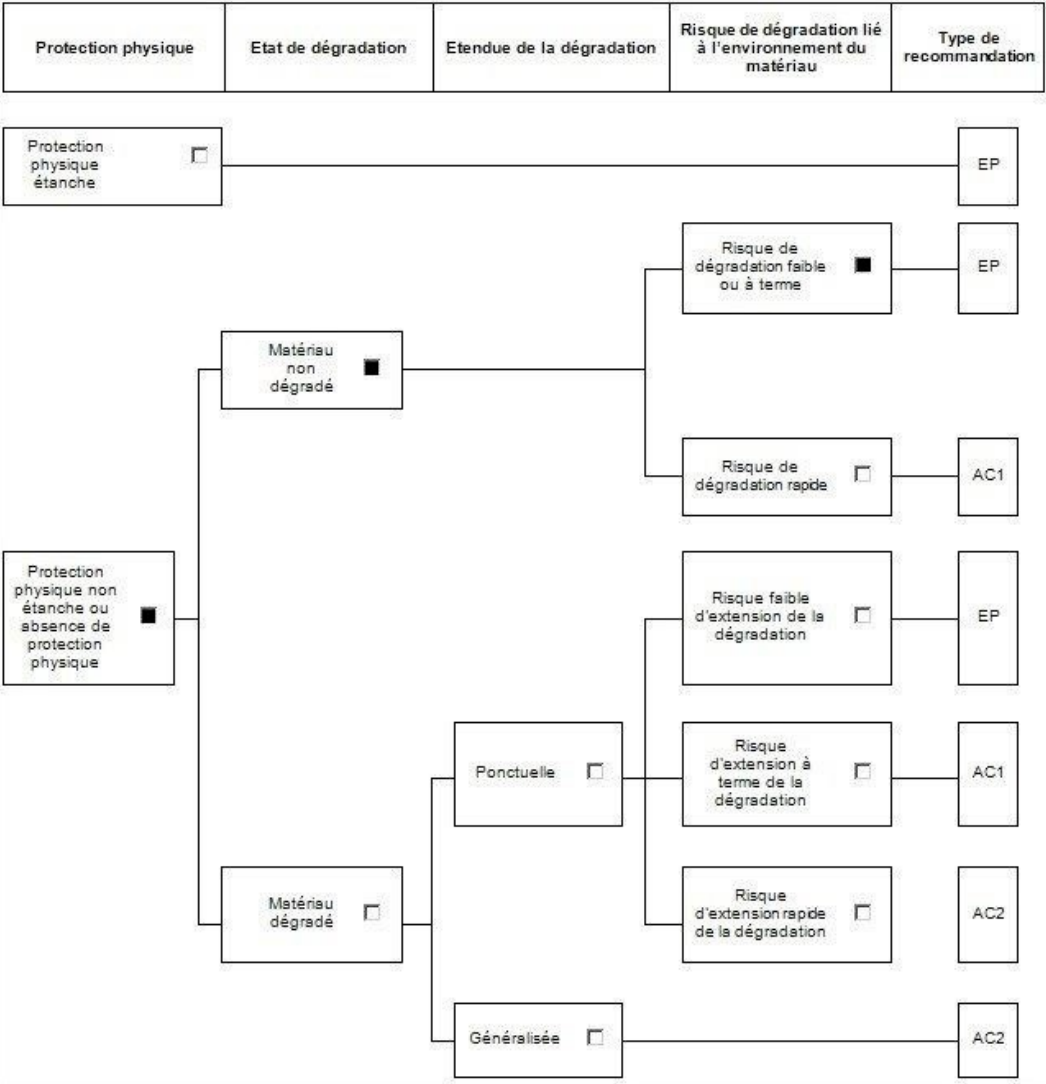 Protection physique
Etat de dégradation
Etendue de la dégradation
Risque de dégradation lié
à l'environnement du
matériau
Type de
recommandation
Protection
physique
étanche
EP
Risque de
dégradation faible
ou à terme
EP
Matériau
non
dégradé
Risque de
dégradation rapide
AC1
Protection
physique non
étanche ou
absence de
protection
physique
Risque faible
d'extension de la
dégradation
EP
Ponctuelle
Risque
d'extension à
terme de la
dégradation
AC1
Matériau
dégradé
Risque
d'extension rapide
de la dégradation
AC2
Généralisée
AC2